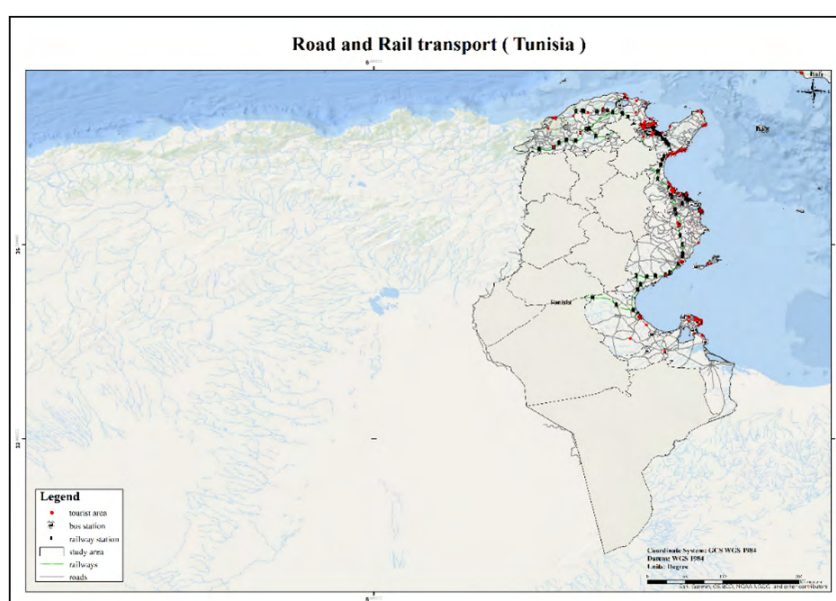 Road and Rail transport ( Tunisia )
Italy
Tunisia
Legend
tourist area
bus station
railway station
study area
railways
roads
Coordinate System: GCS WGS 1984
Datum: WGS 1984
Units: Degree